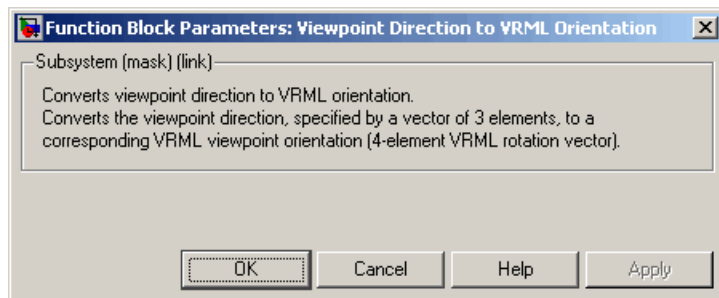 Function Block Parameters: Viewpoint Direction to VRML Orientation
Subsystem (mask) (link)
Converts viewpoint direction to VRML orientation.
Converts the viewpoint direction, specified by a vector of 3 elements, to a
corresponding VRML viewpoint orientation (4-element VRML rotation vector).
OK Cancel Help Apply